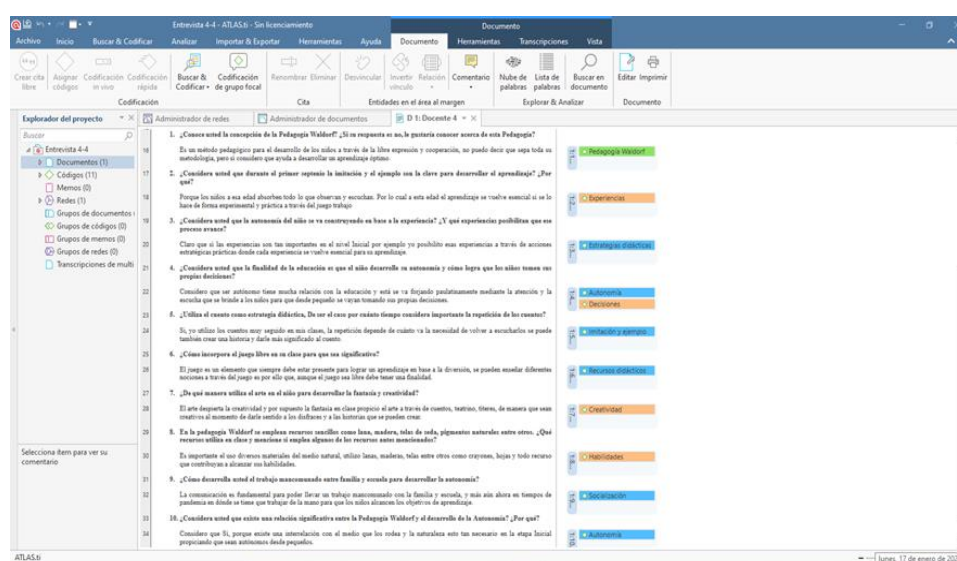 Entrevista 4-4 - ATLAS.ti - Sin licenciamiento
Documento
Archivo Inicio Buscar & Codificar Analizar Importar & Exportar Herramientas Ayuda Documento Herramientas Transcripciones Vista
Crear cita libre Asignar códigos Codificación in vivo Codificación rápida Buscar & Codificar Codificación de grupo focal Renombrar Eliminar Desvincular Invertir vínculo Relación Comentario Nube de palabras Lista de palabras Buscar en documento Editar Imprimir
Codificación Cita Entidades en el área al margen Explorar & Analizar Documento
Explorador del proyecto
Administrador de redes Administrador de documentos D 1: Docente 4
Buscar
Entrevista 4-4
Documentos (1)
Códigos (11)
Memos (0)
Redes (1)
Grupos de documentos
Grupos de códigos (0)
Grupos de memos (0)
Grupos de redes (0)
Transcripciones de multi
Selecciona ítem para ver su
comentario
1. ¿Conoce usted la concepción de la Pedagogía Waldorf? ¿Si su respuesta es no, le gustaría conocer acerca de esta Pedagogía?
16 Es un método pedagógico para el desarrollo de los niños a través de la libre expresión y cooperación, no puedo decir que sepa toda su
metodología, pero si considero que ayuda a desarrollar un aprendizaje óptimo
Pedagogía Waldorf
17 2. ¿Considera usted que durante el primer septenio la imitación y el ejemplo son la clave para desarrollar el aprendizaje? ¿Por
qué?
18 Porque los niños a esa edad absorben todo lo que observan y escuchan. Por lo cual a esta edad el aprendizaje se vuelve esencial si se lo
hace de forma experimental y práctica a través del juego trabajo
Experiencias
19 3. ¿Considera usted que la autonomía del niño se va construyendo en base a la experiencia? ¿Y qué experiencias posibilitan que ese
proceso avance?
20 Claro que si las experiencias son tan importantes en el nivel Inicial por ejemplo yo posibilito esas experiencias a través de acciones
estratégicas prácticas donde cada experiencia se vuelve esencial para su aprendizaje.
Estrategias didácticas
21 4. ¿Considera usted que la finalidad de la educación es que el niño desarrolle su autonomía y cómo logra que los niños tomen sus
propias decisiones?
22 Considero que ser autónomo tiene mucha relación con la educación y está se va forjando paulatinamente mediante la atención y la
escucha que se brinde a los niños para que desde pequeño se vayan tomando sus propias decisiones.
Autonomía
Decisiones
23 5. ¿Utiliza el cuento como estrategia didáctica, De ser el caso por cuánto tiempo considera importante la repetición de los cuentos?
24 Si, yo utilizo los cuentos muy seguido en mis clases, la repetición depende de cuánto va la necesidad de volver a escucharlos se puede
también crear una historia y darle más significado al cuento
Imitación y ejemplo
25 6. ¿Cómo incorpora el juego libre en su clase para que sea significativo?
26 El juego es un elemento que siempre debe estar presente para lograr un aprendizaje en base a la diversión, se pueden enseñar diferentes
nociones a través del juego es por ello que, aunque el juego sea libre debe tener una finalidad.
Recursos didácticos
27 7. ¿De qué manera utiliza el arte en el niño para desarrollar la fantasía y creatividad?
28 El arte despierta la creatividad y por supuesto la fantasía en clase propicio el arte a través de cuentos, teatrino, títeres, de manera que sean
creativos al momento de darle sentido a los disfraces y a las historias que se pueden crear.
Creatividad
29 8. En la pedagogía Waldorf se emplean recursos sencillos como lana, madera, telas de seda, pigmentos naturales entre otros. ¿Qué
recursos utiliza en clase y mencione si emplea algunos de los recursos antes mencionados?
30 Es importante el uso diversos materiales del medio natural, utilizo lanas, maderas, telas entre otros como crayones, hojas y todo recurso
que contribuyan a alcanzar sus habilidades.
Habilidades
31 9. ¿Cómo desarrolla usted el trabajo mancomunado entre familia y escuela para desarrollar la autonomía?
32 La comunicación es fundamental para poder llevar un trabajo mancomunado con la familia y escuela, y más aún ahora en tiempos de
pandemia en dónde se tiene que trabajar de la mano para que los niños alcancen los objetivos de aprendizaje.
Socialización
33 10. ¿Considera usted que existe una relación significativa entre la Pedagogía Waldorf y el desarrollo de la Autonomía? ¿Por qué?
34 Considero que Si, porque existe una interrelación con el medio que los rodea y la naturaleza esto tan necesario en la etapa Inicial
propiciando que sean autónomos desde pequeños.
Autonomía
ATLAS.ti
lunes, 17 de enero de 202